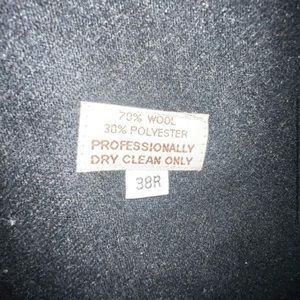 70% WOOL
30% POLYESTER
PROFESSIONALLY
DRY CLEAN ONLY
38R